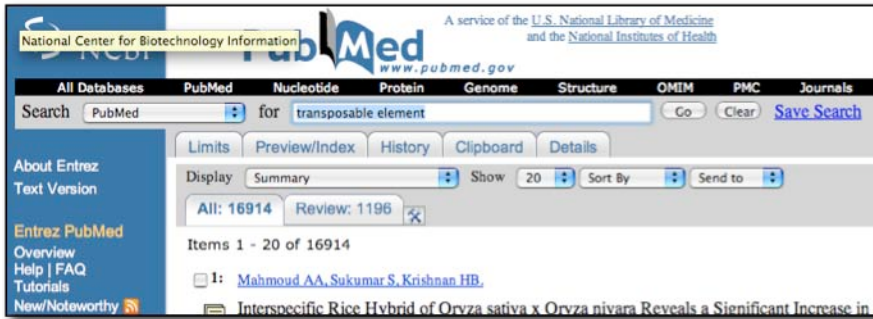 A service of the U.S. National Library of Medicine
and the National Institutes of Health
National Center for Biotechnology Information
NCBI
PubMed
www.pubmed.gov
All Databases PubMed Nucleotide Protein Genome Structure OMIM PMC Journals
Search PubMed for transposable element Go Clear Save Search
Limits Preview/Index History Clipboard Details
About Entrez
Text Version
Display Summary Show 20 Sort By Send to
All: 16914 Review: 1196
Entrez PubMed
Overview
Help | FAQ
Tutorials
New/Noteworthy
Items 1 - 20 of 16914
1: Mahmoud AA, Sukumar S, Krishnan HB.
Interspecific Rice Hybrid of Oryza sativa x Oryza nivara Reveals a Significant Increase in